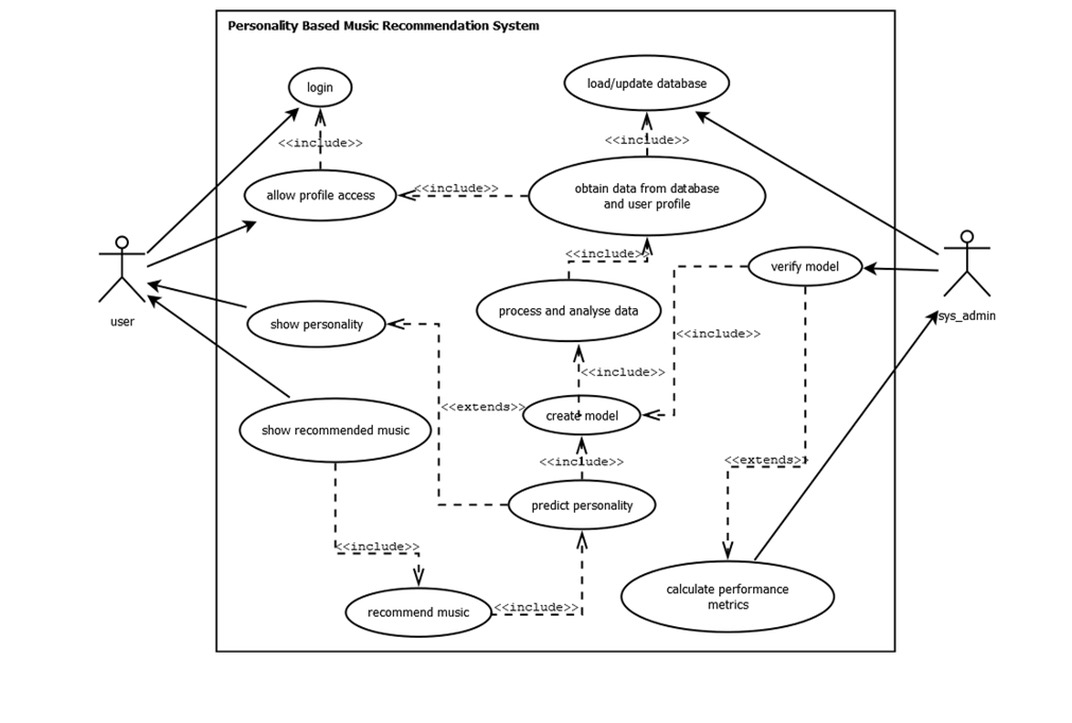 Personality Based Music Recommendation System
login
load/update database
<<include>>
<<include>>
allow profile access
<<include>>
obtain data from database
and user profile
<<include>>
verify model
user
show personality
process and analyse data
sys_admin
<<include>>
<<include>>
<<extends>>
create model
show recommended music
<<include>>
<<extends>>
predict personality
<<include>>
recommend music
<<include>>
calculate performance
metrics